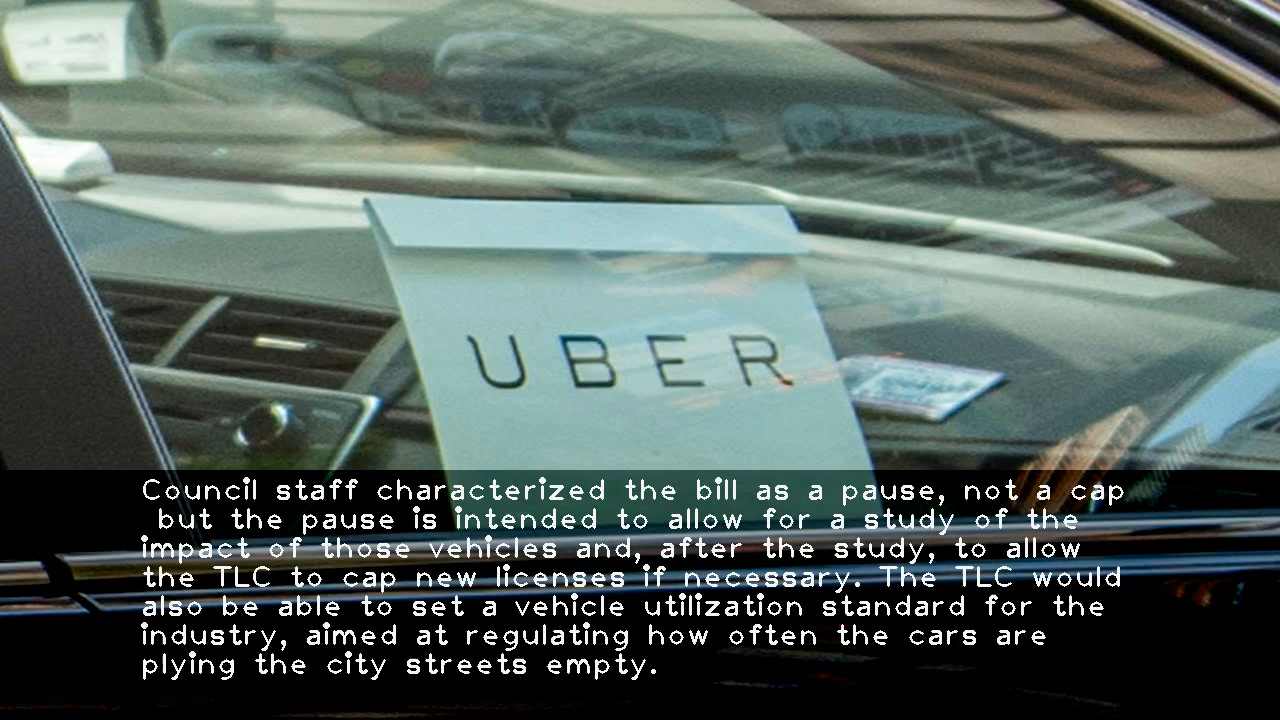 UBER
Council staff characterized the bill as a pause, not a cap
but the pause is intended to allow for a study of the
impact of those vehicles and, after the study, to allow
the TLC to cap new licenses if necessary. The TLC would
also be able to set a vehicle utilization standard for the
industry, aimed at regulating how often the cars are
plying the city streets empty.